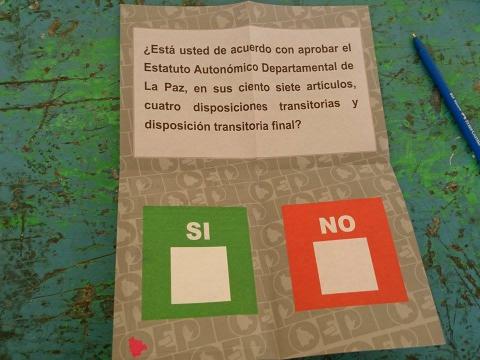 ¿Está usted de acuerdo con aprobar el
Estatuto Autonómico Departamental de
La Paz, en sus ciento siete artículos,
cuatro disposiciones transitorias y
disposición transitoria final?
SI
NO
OEP